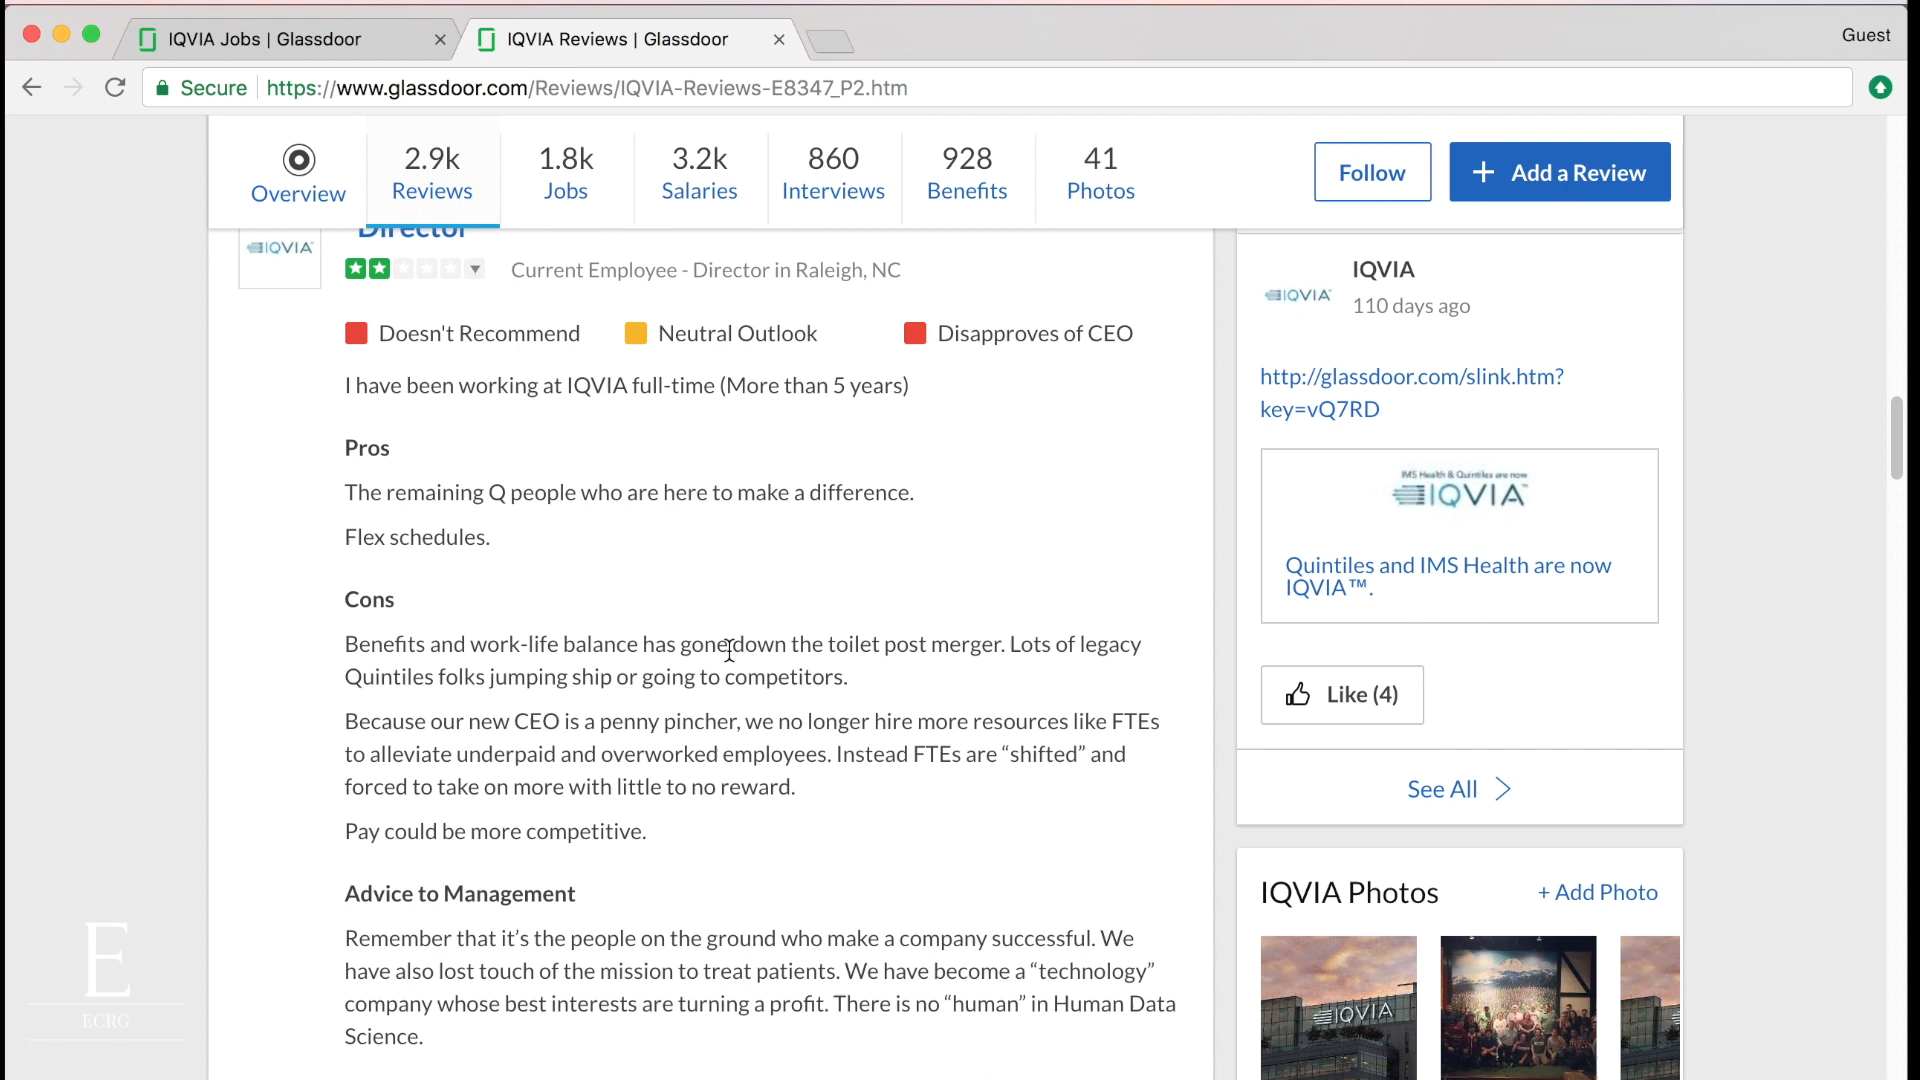 IQVIA Jobs | Glassdoor
IQVIA Reviews | Glassdoor
Guest
Secure
https://www.glassdoor.com/Reviews/IQVIA-Reviews-E8347_P2.htm
Overview
2.9k
Reviews
1.8k
Jobs
3.2k
Salaries
860
Interviews
928
Benefits
41
Photos
Follow
+ Add a Review
Director
IQVIA
Current Employee - Director in Raleigh, NC
Doesn't Recommend
Neutral Outlook
Disapproves of CEO
I have been working at IQVIA full-time (More than 5 years)
Pros
The remaining Q people who are here to make a difference.
Flex schedules.
Cons
Benefits and work-life balance has gone down the toilet post merger. Lots of legacy
Quintiles folks jumping ship or going to competitors.
Because our new CEO is a penny pincher, we no longer hire more resources like FTEs
to alleviate underpaid and overworked employees. Instead FTEs are “shifted” and
forced to take on more with little to no reward.
Pay could be more competitive.
Advice to Management
Remember that it’s the people on the ground who make a company successful. We
have also lost touch of the mission to treat patients. We have become a “technology”
company whose best interests are turning a profit. There is no “human” in Human Data
Science.
IQVIA
IQVIA
110 days ago
http://glassdoor.com/slink.htm?
key=vQ7RD
IMS Health & Quintiles are now
IQVIA™
Quintiles and IMS Health are now
IQVIA™.
Like (4)
See All
IQVIA Photos
+ Add Photo
IQVIA
E
ECRG